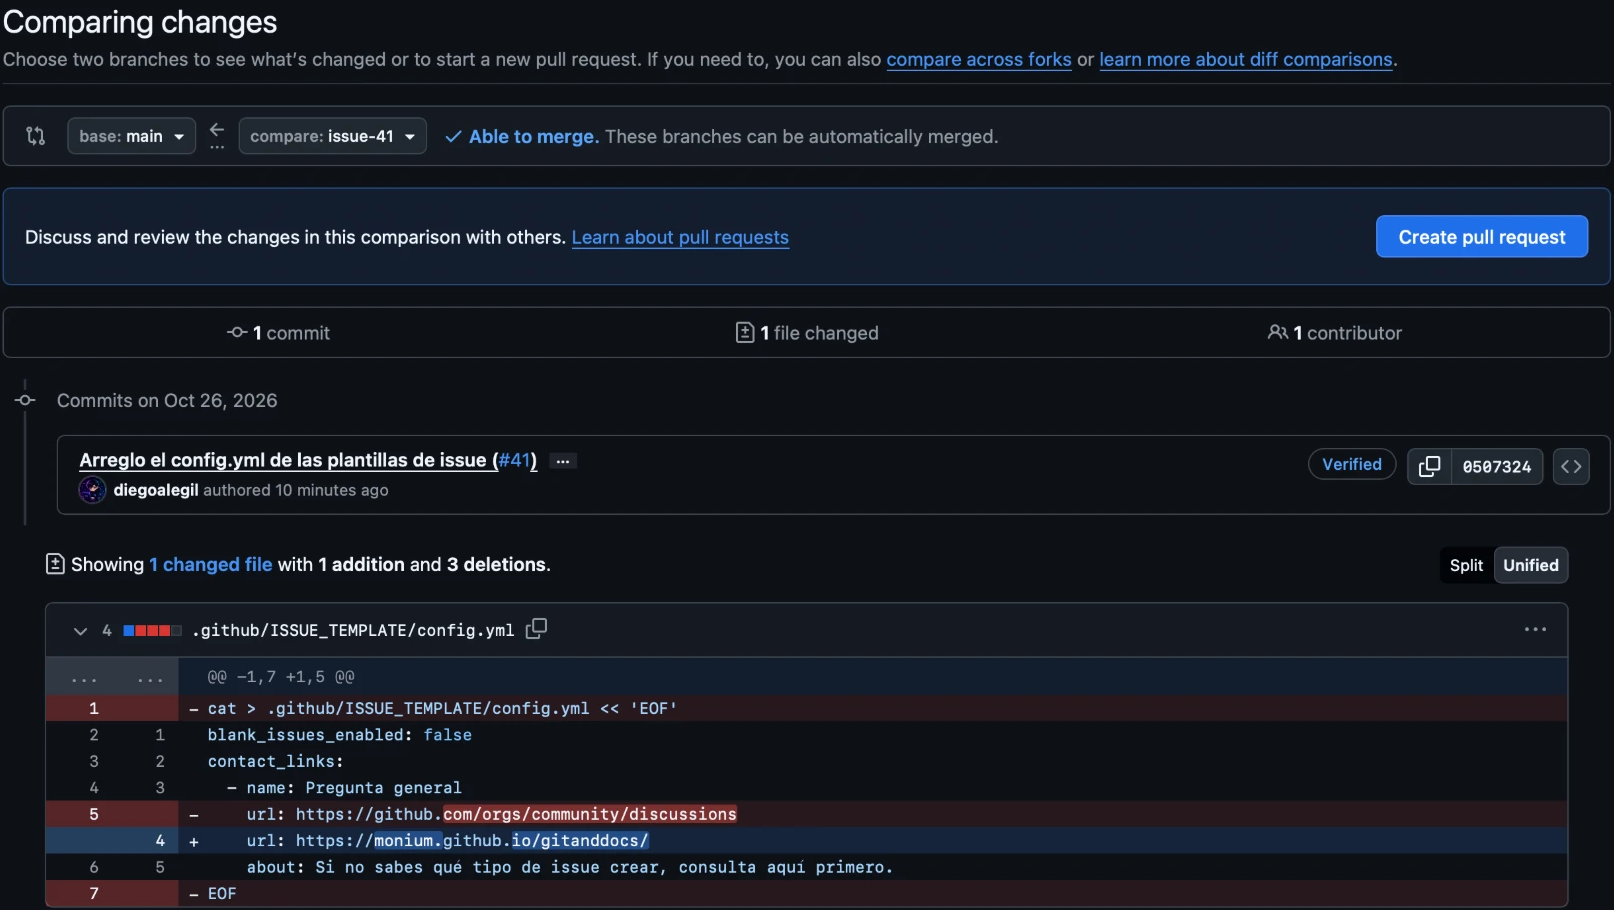 Comparing changes
Choose two branches to see what's changed or to start a new pull request. If you need to, you can also compare across forks or learn more about diff comparisons.
base: main
compare: issue-41
Able to merge. These branches can be automatically merged.
Discuss and review the changes in this comparison with others. Learn about pull requests
Create pull request
1 commit
1 file changed
1 contributor
Commits on Oct 26, 2026
Arreglo el config.yml de las plantillas de issue (#41) ...
Verified
0507324
diegoalegil authored 10 minutes ago
Showing 1 changed file with 1 addition and 3 deletions.
Split
Unified
4 .github/ISSUE_TEMPLATE/config.yml
... ... @@ -1,7 +1,5 @@
1 - cat > .github/ISSUE_TEMPLATE/config.yml << 'EOF'
2 1 blank_issues_enabled: false
3 2 contact_links:
4 3 - name: Pregunta general
5 - url: https://github.com/orgs/community/discussions
4 + url: https://monium.github.io/gitanddocs/
6 5 about: Si no sabes qué tipo de issue crear, consulta aquí primero.
7 - EOF